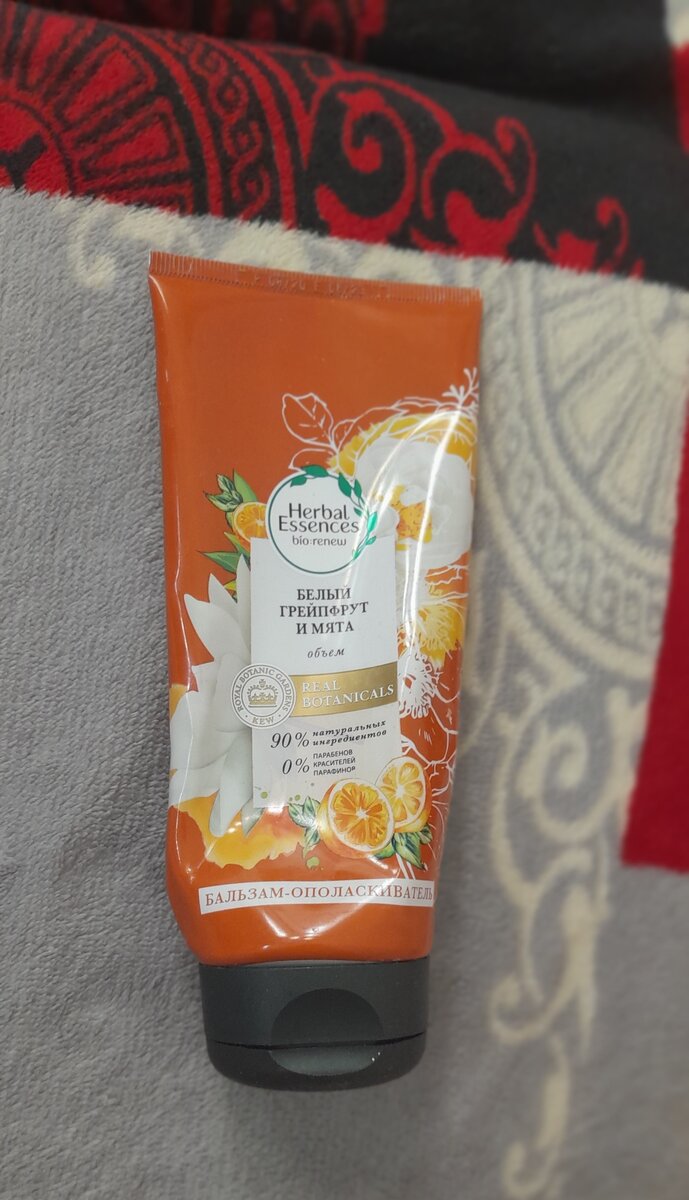 Herbal
Essences
bio:renew
БЕЛЫЙ
ГРЕЙПФРУТ
И МЯТА
объем
ROYAL BOTANIC GARDENS
KEW
REAL
BOTANICALS
90% натуральных
ингредиентов
0% ПАРАБЕНОВ
КРАСИТЕЛЕЙ
ПАРАФИНОВ
БАЛЬЗАМ-ОПОЛАСКИВАТЕЛЬ